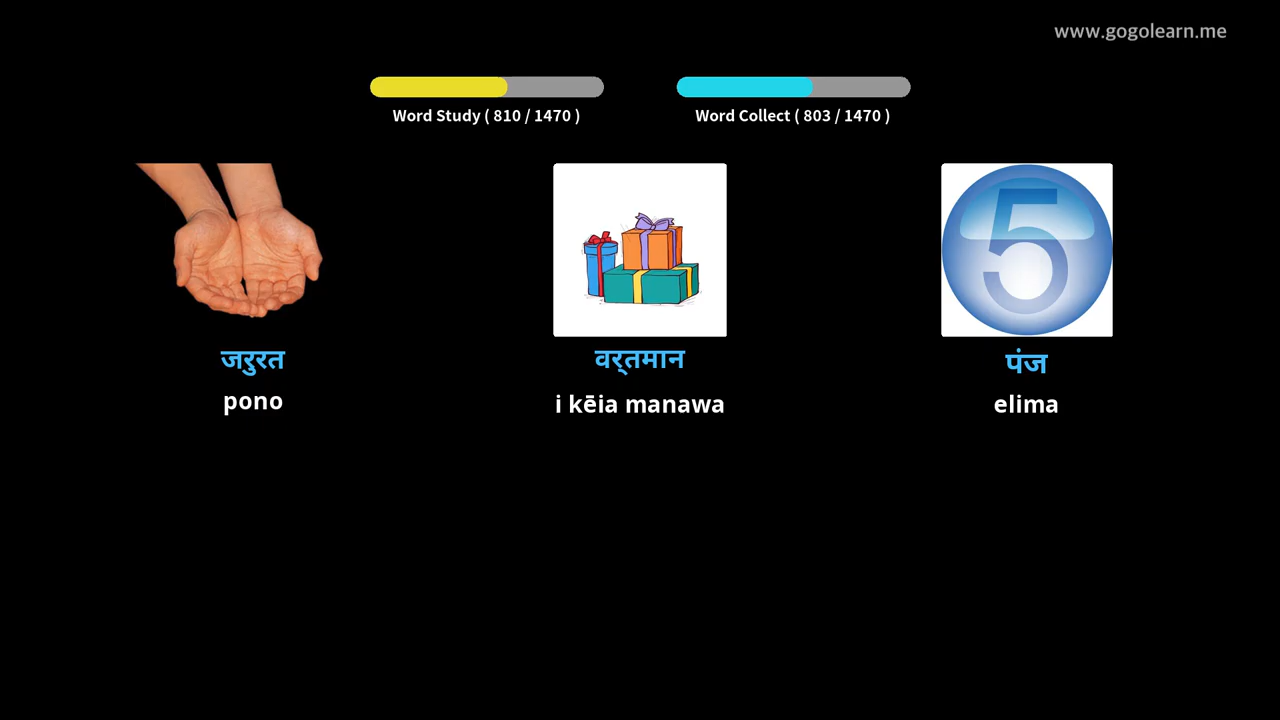 www.gogolearn.me
Word Study ( 810 / 1470 )
Word Collect ( 803 / 1470 )
5
जरुरत
वर्तमान
पंज
pono
i kēia manawa
elima